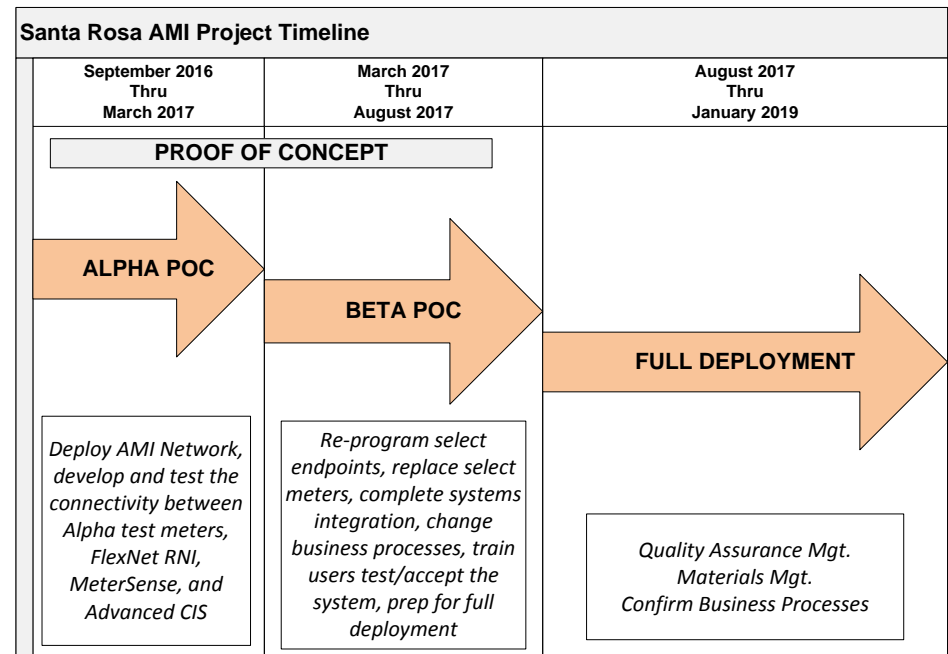 Santa Rosa AMI Project Timeline
September 2016
Thru
March 2017
March 2017
Thru
August 2017
August 2017
Thru
January 2019
PROOF OF CONCEPT
ALPHA POC
BETA POC
FULL DEPLOYMENT
Deploy AMI Network,
develop and test the
connectivity between
Alpha test meters,
FlexNet RNI,
MeterSense, and
Advanced CIS
Re-program select
endpoints, replace select
meters, complete systems
integration, change
business processes, train
users test/accept the
system, prep for full
deployment
Quality Assurance Mgt.
Materials Mgt.
Confirm Business Processes